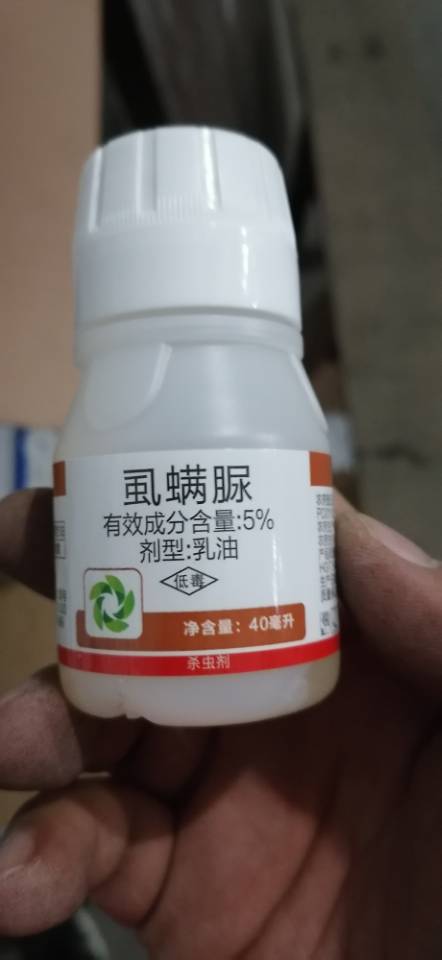 虱螨脲
有效成分含量:5%
剂型:乳油
低毒
净含量: 40毫升
杀虫剂